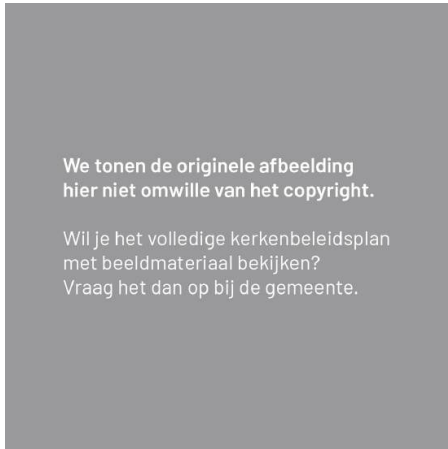 We tonen de originele afbeelding
hier niet omwille van het copyright.
Wil je het volledige kerkenbeleidsplan
met beeldmateriaal bekijken?
Vraag het dan op bij de gemeente.